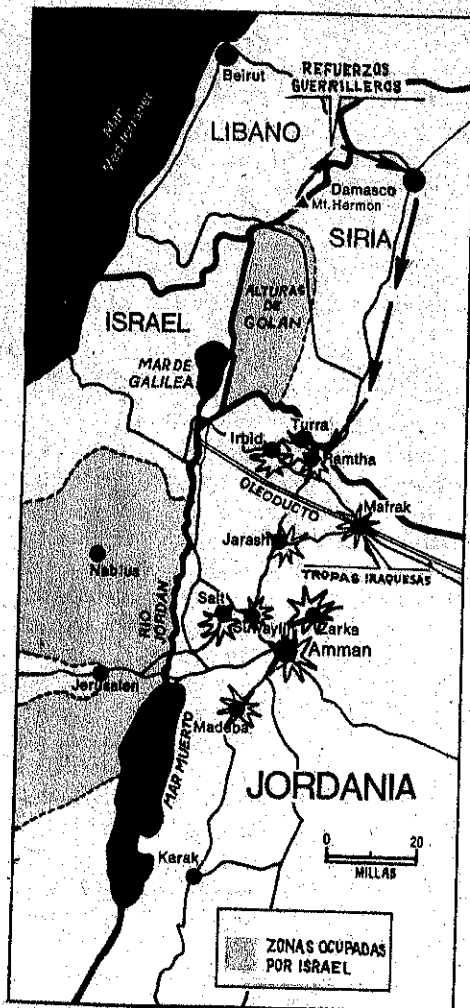 Beirut
REFUERZOS
GUERRILLEROS
Mar
LIBANO
Damasco
Mt. Hermon
SIRIA
ALTURAS
DE
GOLAN
ISRAEL
MAR DE
GALILEA
Turra
Irbid
Ramtha
OLEODUCTO
Mafrak
Jarash
TROPAS IRAQUESAS
Nablus
RIO
JORDAN
Salt
Zarka
Amman
Jerusalen
Madeba
MAR MUERTO
JORDANIA
0 20
MILLAS
Karak
ZONAS OCUPADAS
POR ISRAEL